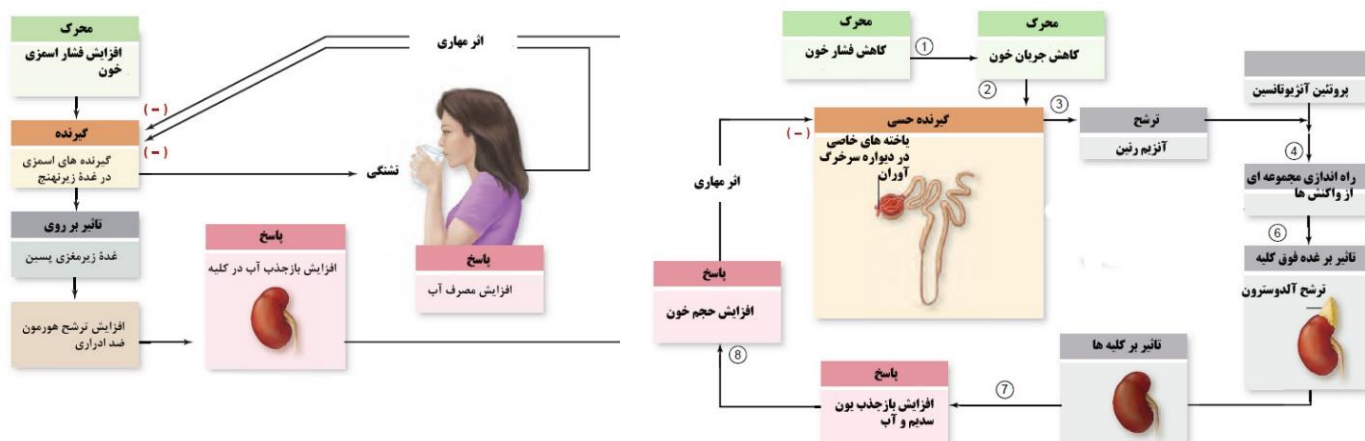 محرک
افزایش فشار اسمزی
خون
(-)
(-)
گیرنده
گیرنده های اسمزی
در غدهٔ زیرنهنج
تاثیر بر روی
غدهٔ زیرمغزی پسین
افزایش ترشح هورمون
ضد ادراری
پاسخ
افزایش بازجذب آب در کلیه
تشنگی
پاسخ
افزایش مصرف آب
اثر مهاری
محرک
کاهش فشار خون
①
محرک
کاهش جریان خون
②
گیرنده حسی
یاخته های خاصی
در دیواره سرخرگ
آوران
③
ترشح
آنزیم رنین
پروتئین آنژیوتانسین
④
راه اندازی مجموعه ای
از واکنش ها
⑥
تاثیر بر غده فوق کلیه
ترشح آلدوسترون
تاثیر بر کلیه ها
⑦
پاسخ
افزایش بازجذب یون
سدیم و آب
⑧
پاسخ
افزایش حجم خون
اثر مهاری
(-)